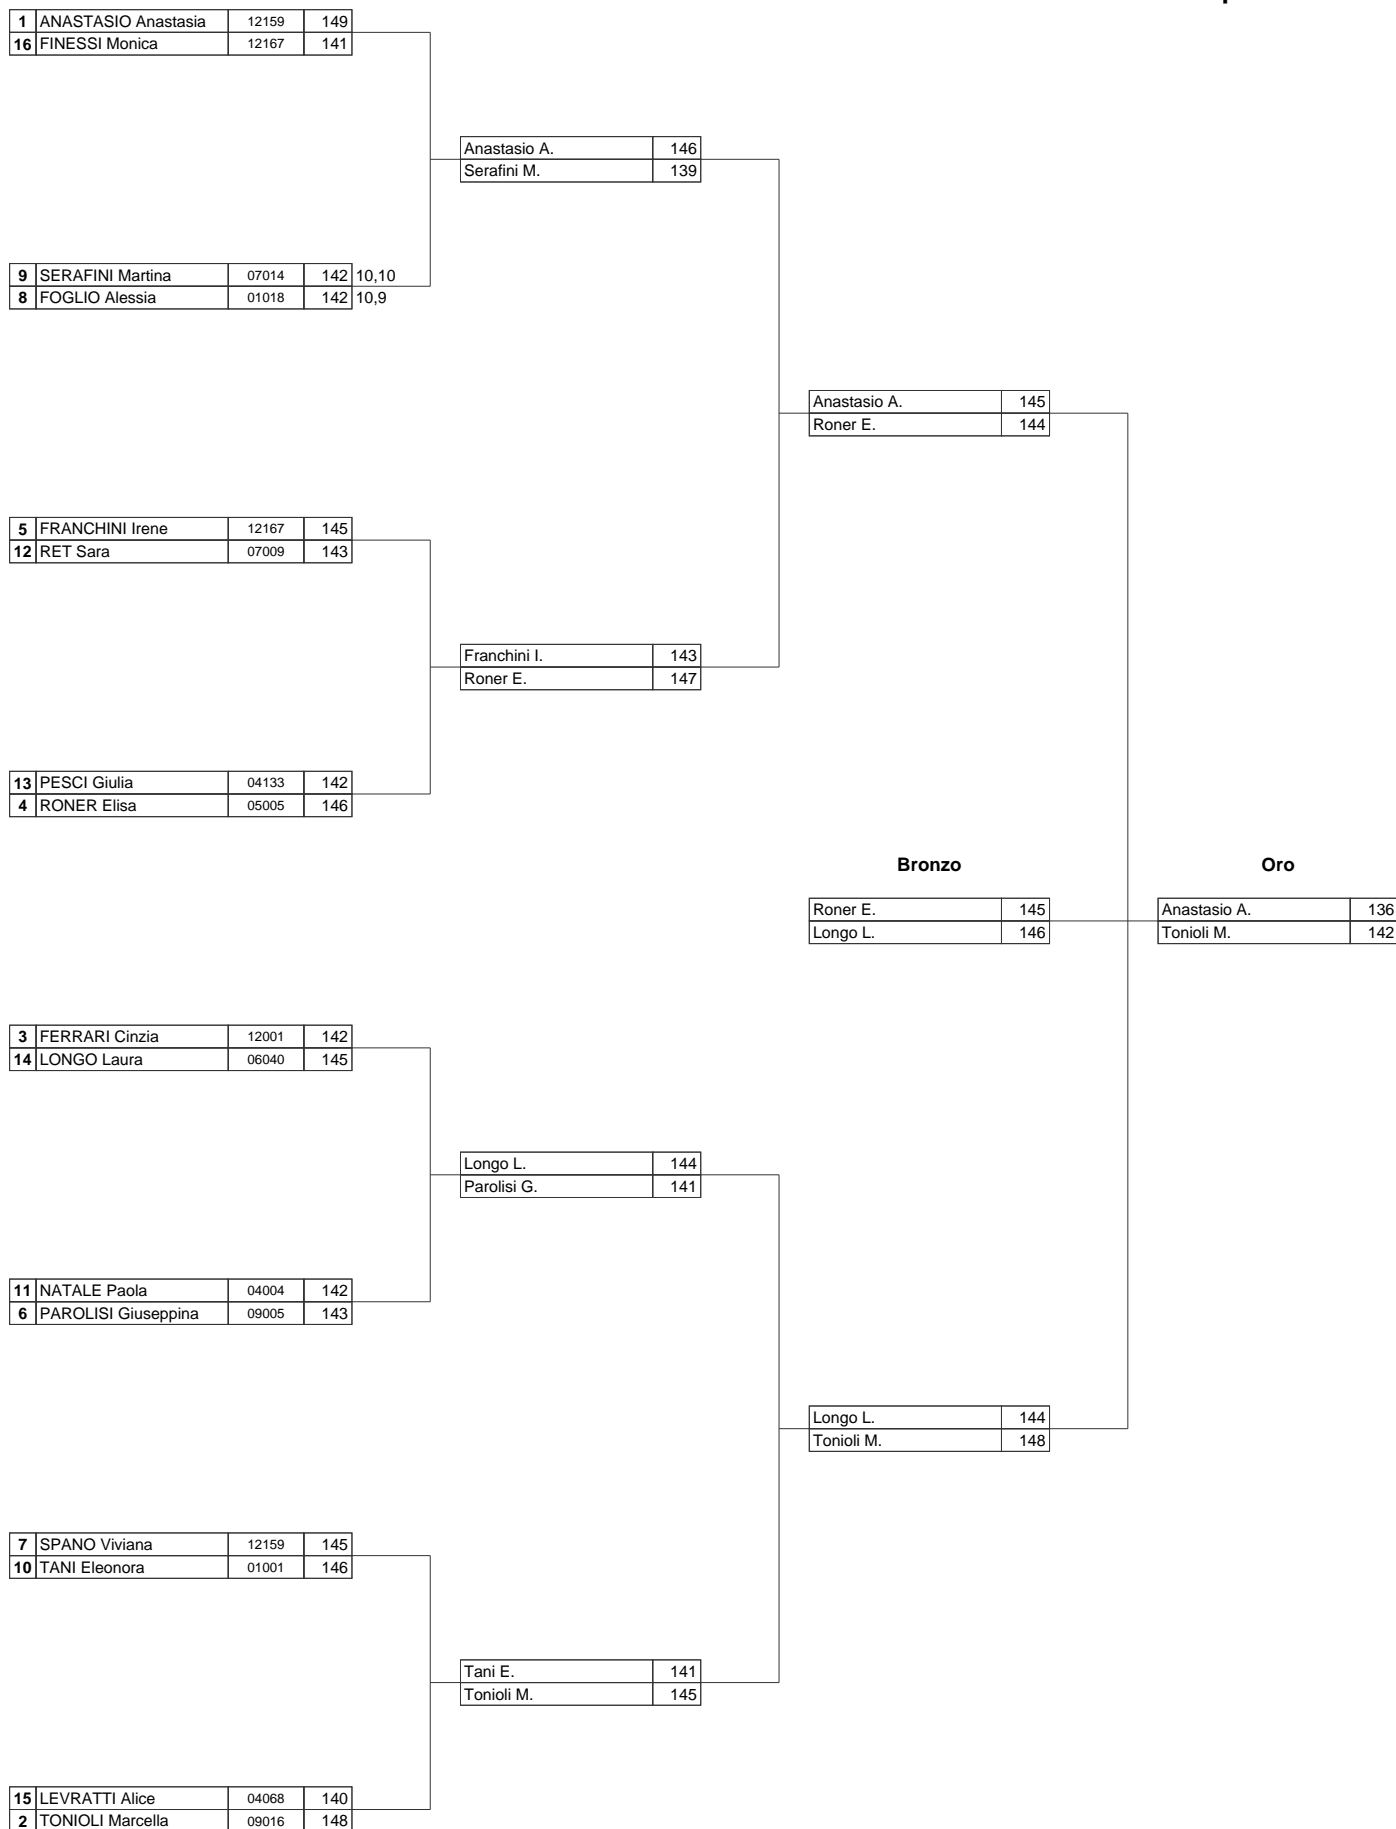 1 ANASTASIO Anastasia 12159 149
16 FINESSI Monica 12167 141
Anastasio A. 146
Serafini M. 139
9 SERAFINI Martina 07014 142 10,10
8 FOGLIO Alessia 01018 142 10,9
Anastasio A. 145
Roner E. 144
5 FRANCHINI Irene 12167 145
12 RET Sara 07009 143
Franchini I. 143
Roner E. 147
13 PESCI Giulia 04133 142
4 RONER Elisa 05005 146
Bronzo Oro
Roner E. 145 Anastasio A. 136
Longo L. 146 Tonioli M. 142
3 FERRARI Cinzia 12001 142
14 LONGO Laura 06040 145
Longo L. 144
Parolisi G. 141
11 NATALE Paola 04004 142
6 PAROLISI Giuseppina 09005 143
Longo L. 144
Tonioli M. 148
7 SPANO Viviana 12159 145
10 TANI Eleonora 01001 146
Tani E. 141
Tonioli M. 145
15 LEVRATTI Alice 04068 140
2 TONIOLI Marcella 09016 148